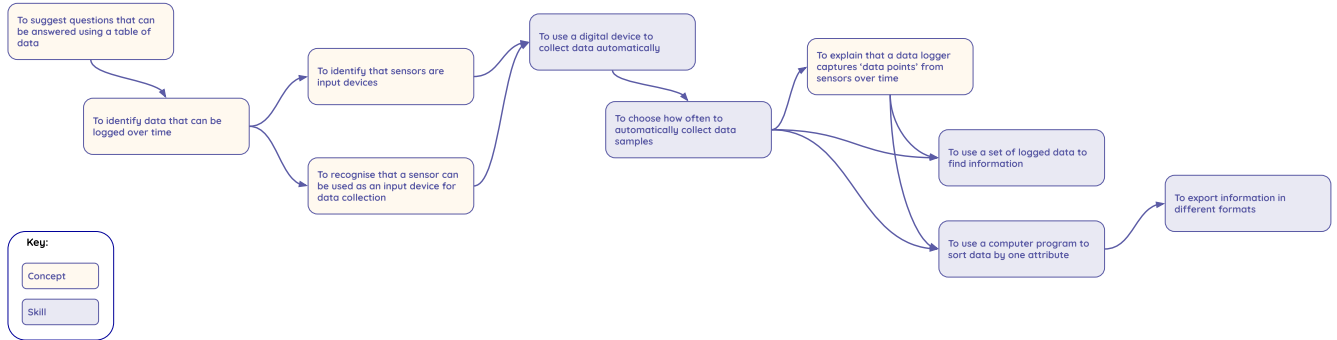 To suggest questions that can
be answered using a table of
data
To identify data that can be
logged over time
To identify that sensors are
input devices
To recognise that a sensor can
be used as an input device for
data collection
To use a digital device to
collect data automatically
To choose how often to
automatically collect data
samples
To explain that a data logger
captures ‘data points’ from
sensors over time
To use a set of logged data to
find information
To use a computer program to
sort data by one attribute
To export information in
different formats
Key:
Concept
Skill